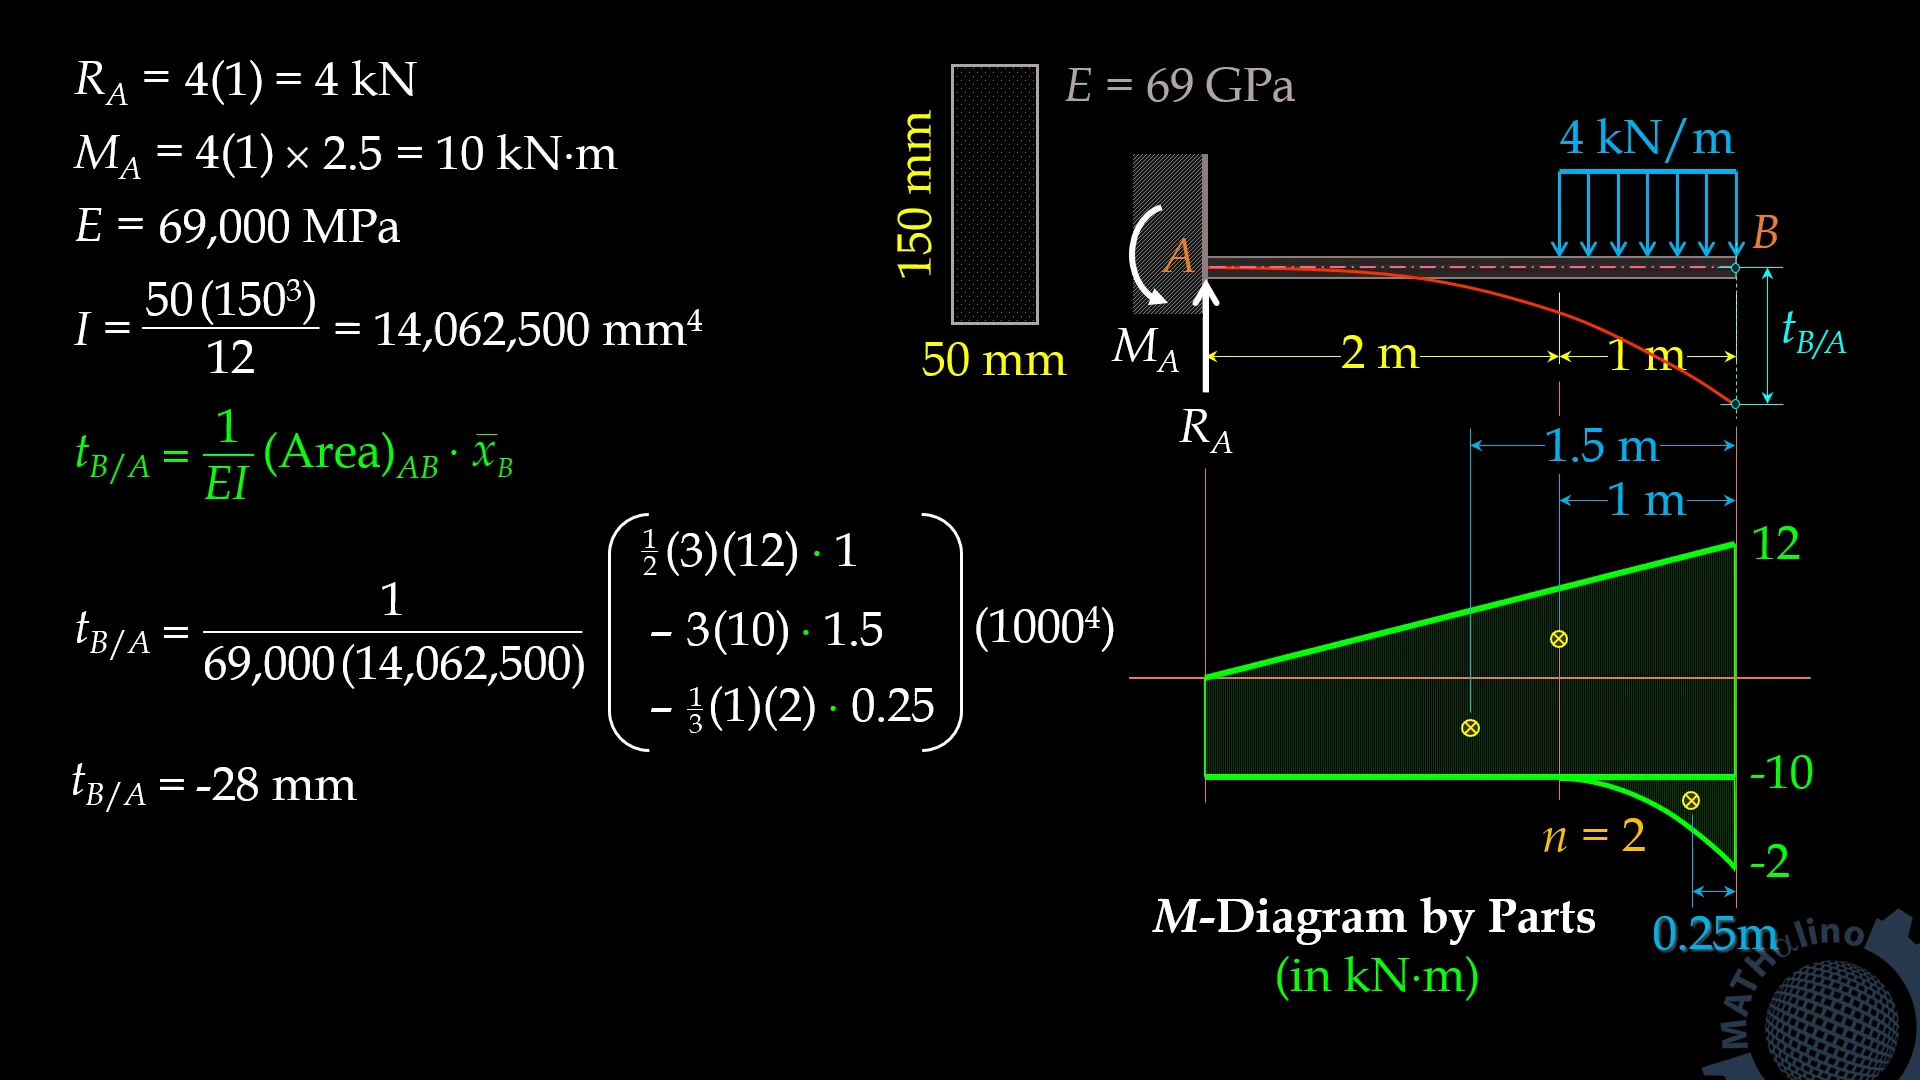 R_A = 4(1) = 4 kN
M_A = 4(1) × 2.5 = 10 kN·m
E = 69,000 MPa
I = 50(150³)/12 = 14,062,500 mm⁴
t_B/A = 1/EI (Area)_AB · x̄_B
t_B/A = 1/69,000(14,062,500) ( ½(3)(12) · 1
– 3(10) · 1.5
– ⅓(1)(2) · 0.25 ) (1000⁴)
t_B/A = -28 mm
150 mm
50 mm
E = 69 GPa
4 kN/m
A
B
M_A
R_A
2 m
1 m
t_B/A
1.5 m
1 m
12
-10
n = 2
-2
0.25m
M-Diagram by Parts
(in kN·m)
MATHαlino